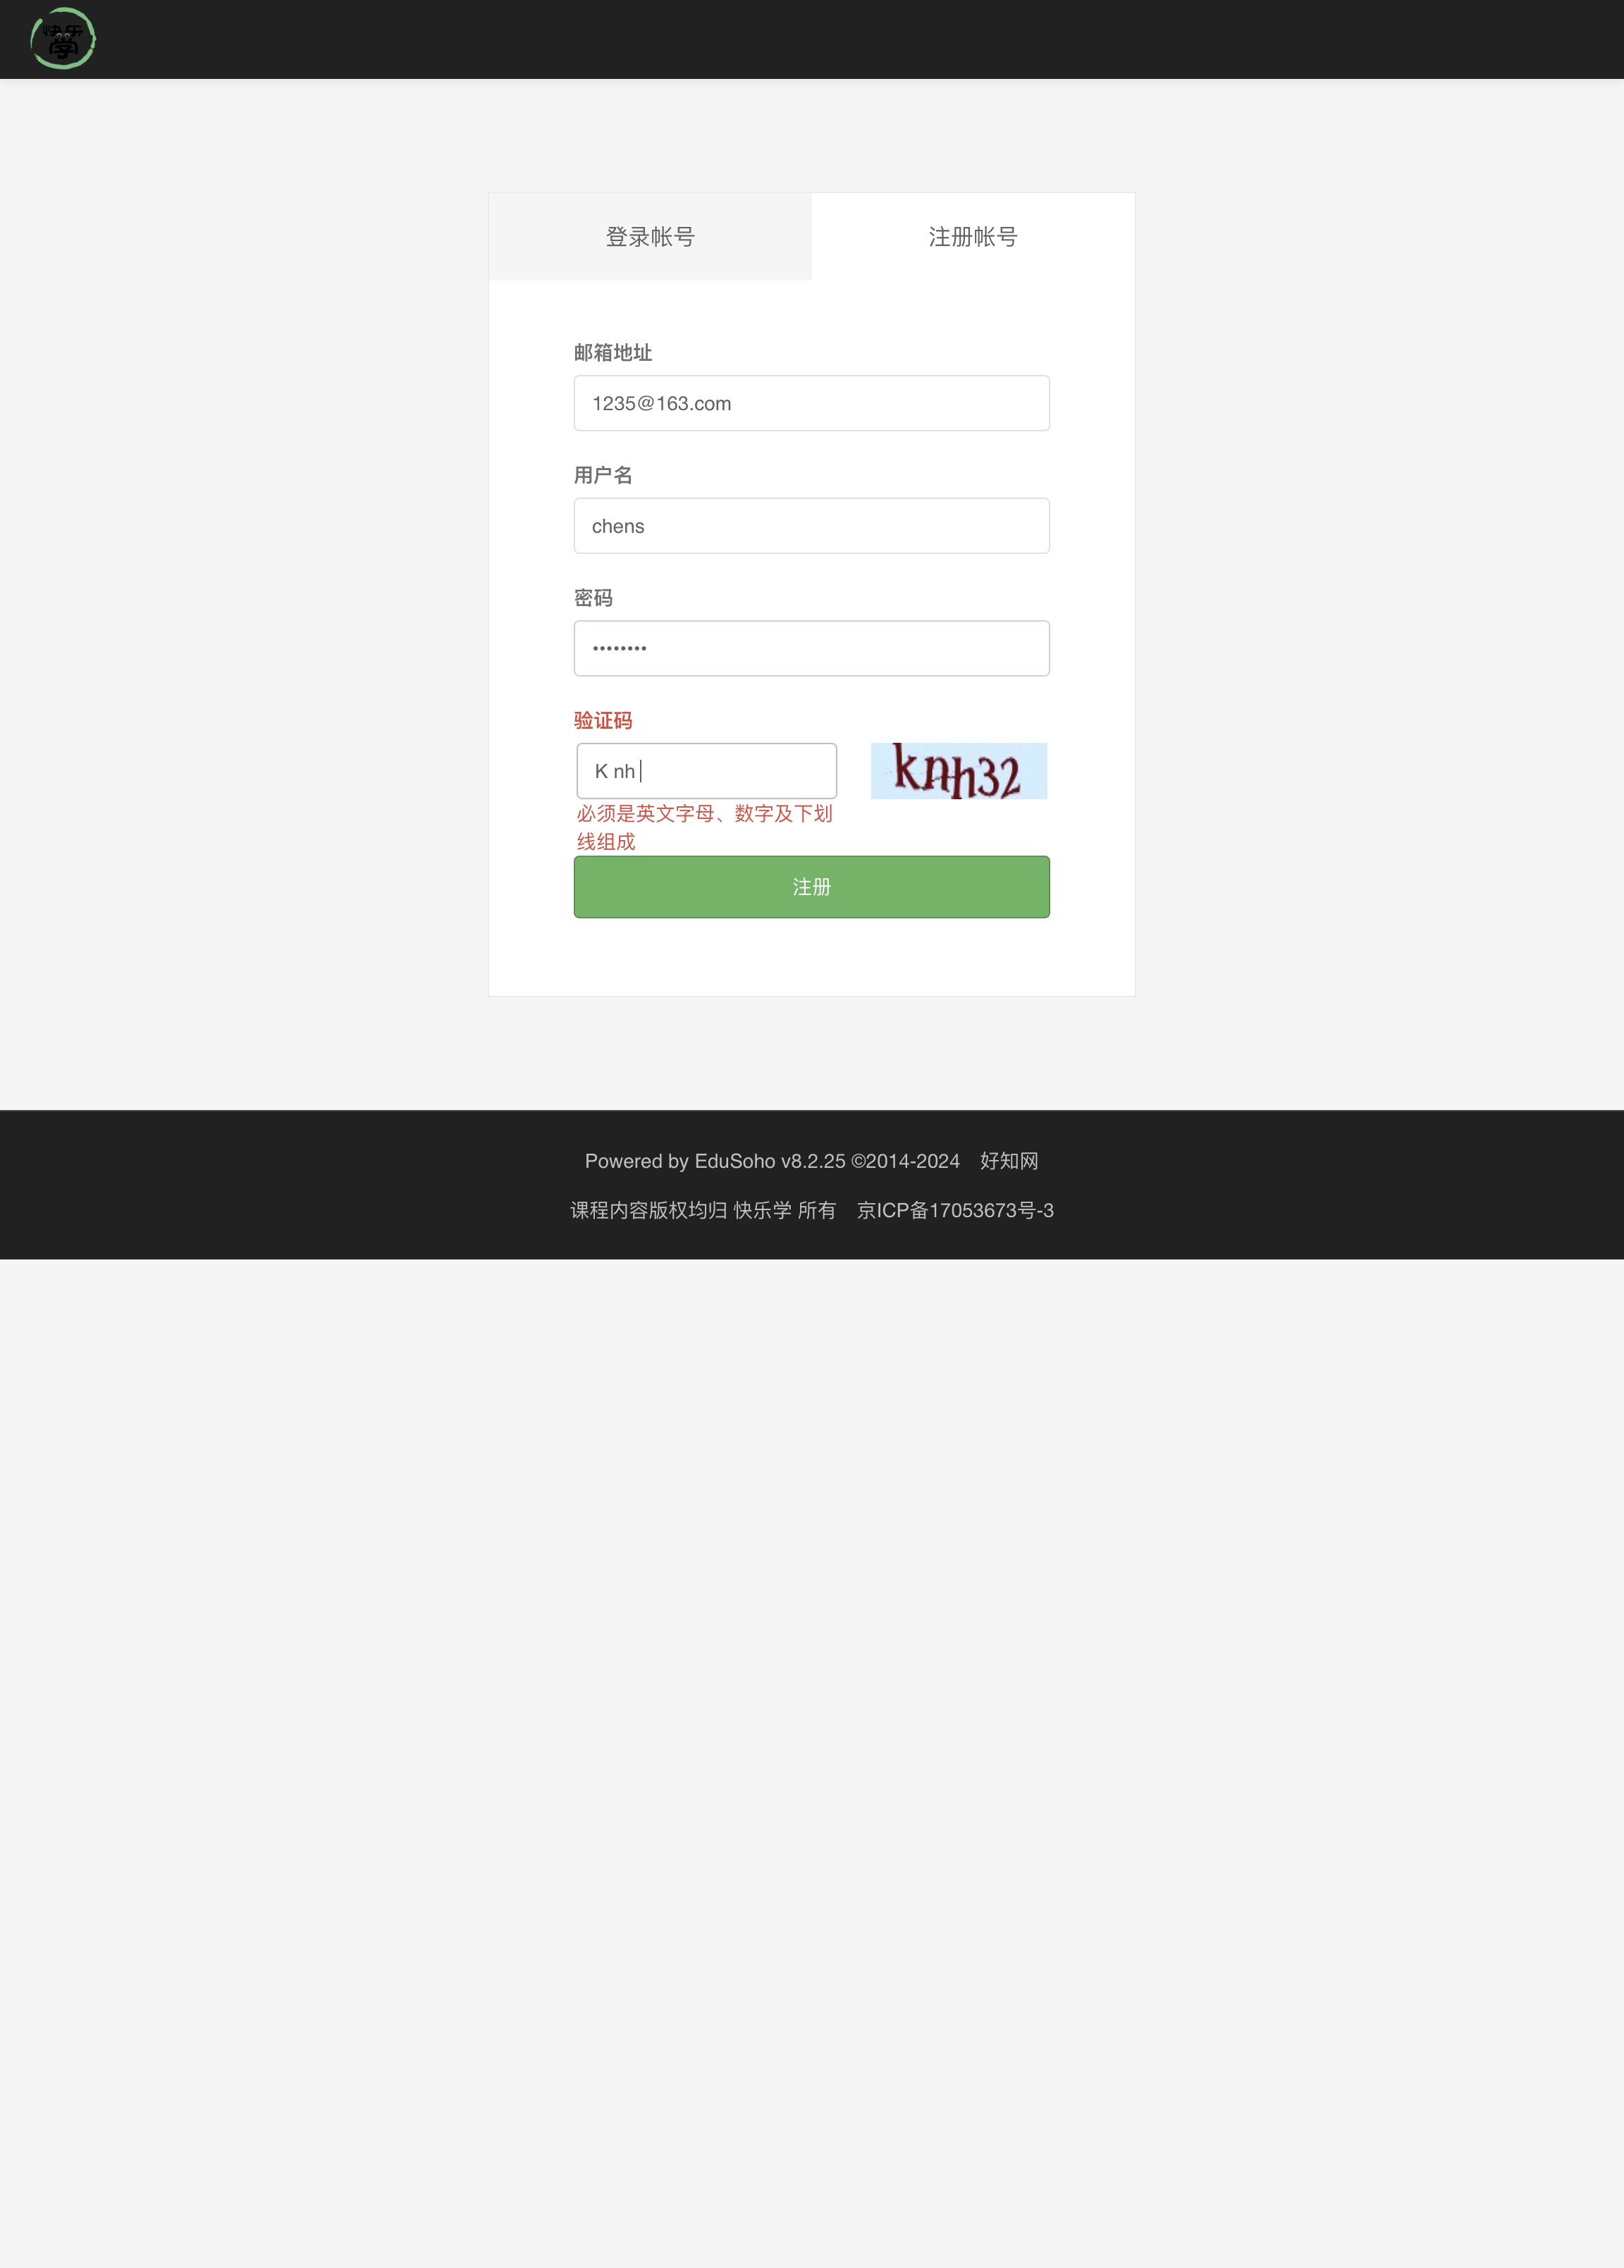 快乐
学
登录帐号
注册帐号
邮箱地址
1235@163.com
用户名
chens
密码
••••••••
验证码
K nh
knh32
必须是英文字母、数字及下划
线组成
注册
Powered by EduSoho v8.2.25 ©2014-2024 好知网
课程内容版权均归 快乐学 所有 京ICP备17053673号-3